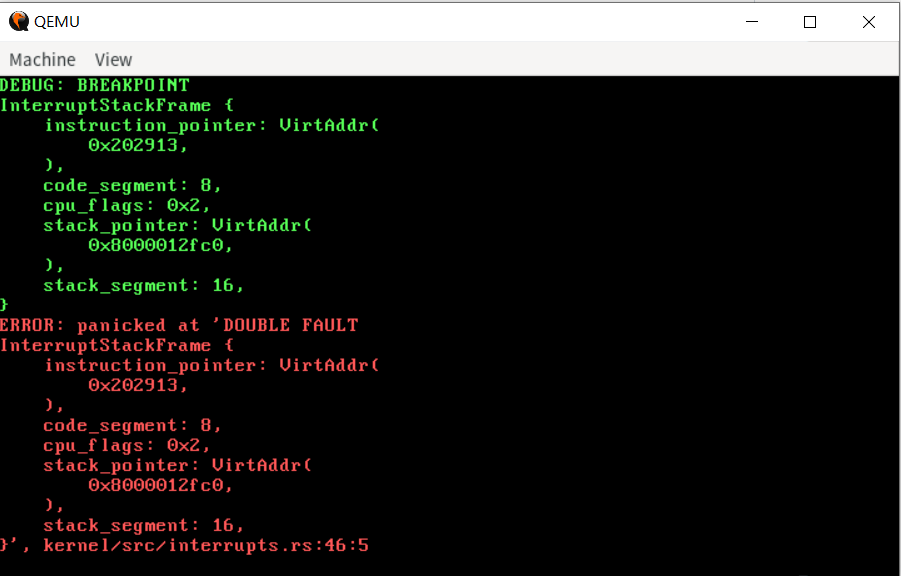 QEMU
Machine View
DEBUG: BREAKPOINT
InterruptStackFrame {
    instruction_pointer: VirtAddr(
        0x202913,
    ),
    code_segment: 8,
    cpu_flags: 0x2,
    stack_pointer: VirtAddr(
        0x8000012fc0,
    ),
    stack_segment: 16,
}
ERROR: panicked at 'DOUBLE FAULT
InterruptStackFrame {
    instruction_pointer: VirtAddr(
        0x202913,
    ),
    code_segment: 8,
    cpu_flags: 0x2,
    stack_pointer: VirtAddr(
        0x8000012fc0,
    ),
    stack_segment: 16,
}', kernel/src/interrupts.rs:46:5